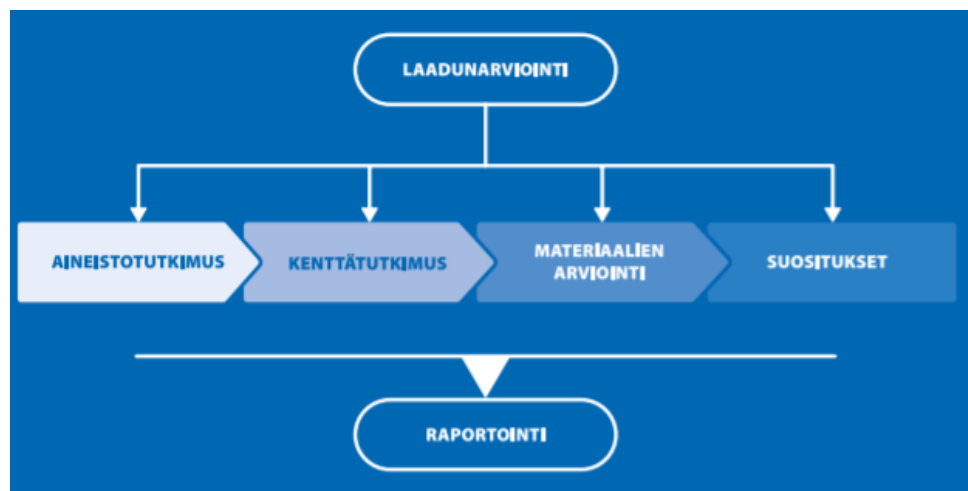 LAADUNARVIOINTI
AINEISTOTUTKIMUS
KENTTÄTUTKIMUS
MATERIAALIEN
ARVIOINTI
SUOSITUKSET
RAPORTOINTI